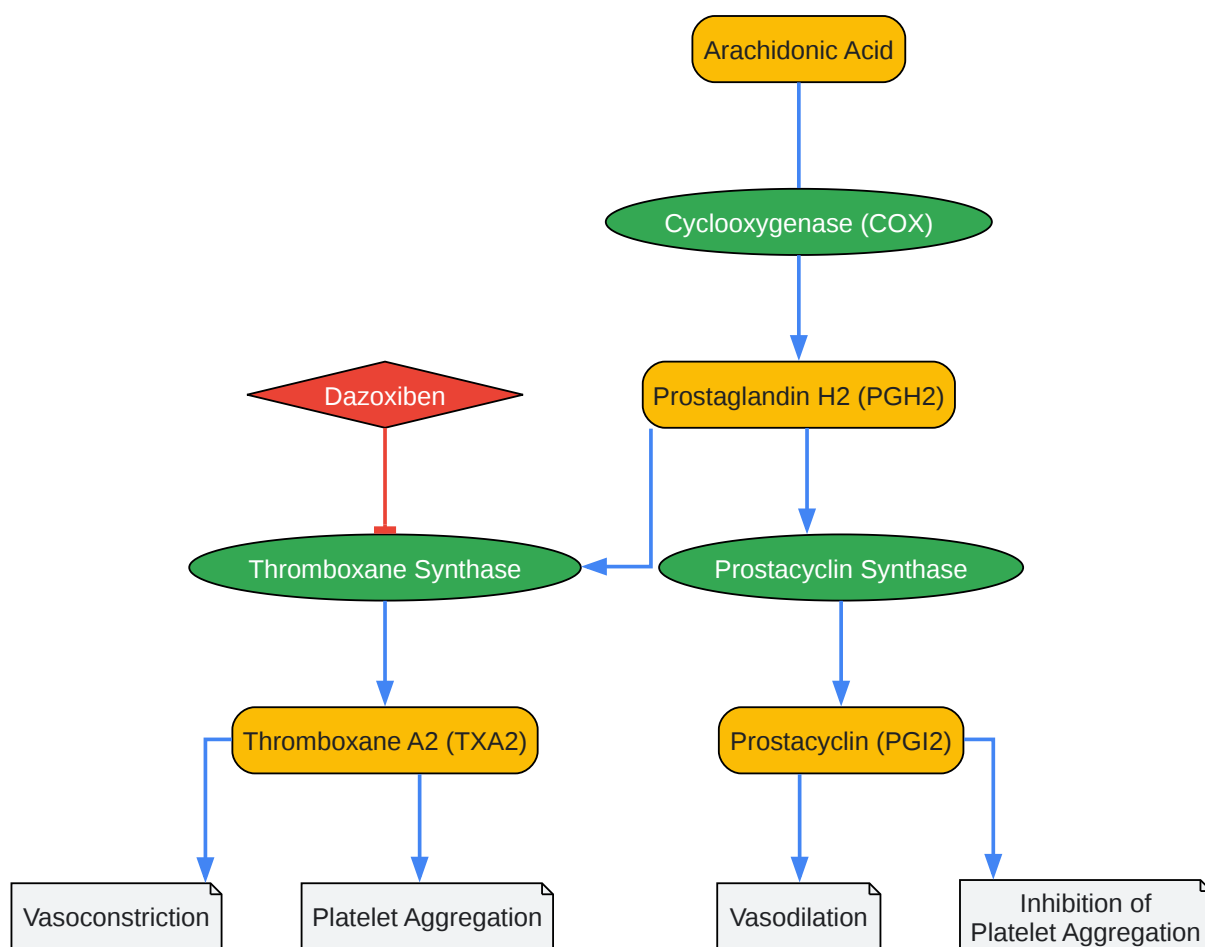 Arachidonic Acid
Cyclooxygenase (COX)
Dazoxiben
Prostaglandin H2 (PGH2)
Thromboxane Synthase
Prostacyclin Synthase
Thromboxane A2 (TXA2)
Prostacyclin (PGI2)
Vasoconstriction
Platelet Aggregation
Vasodilation
Inhibition of
Platelet Aggregation